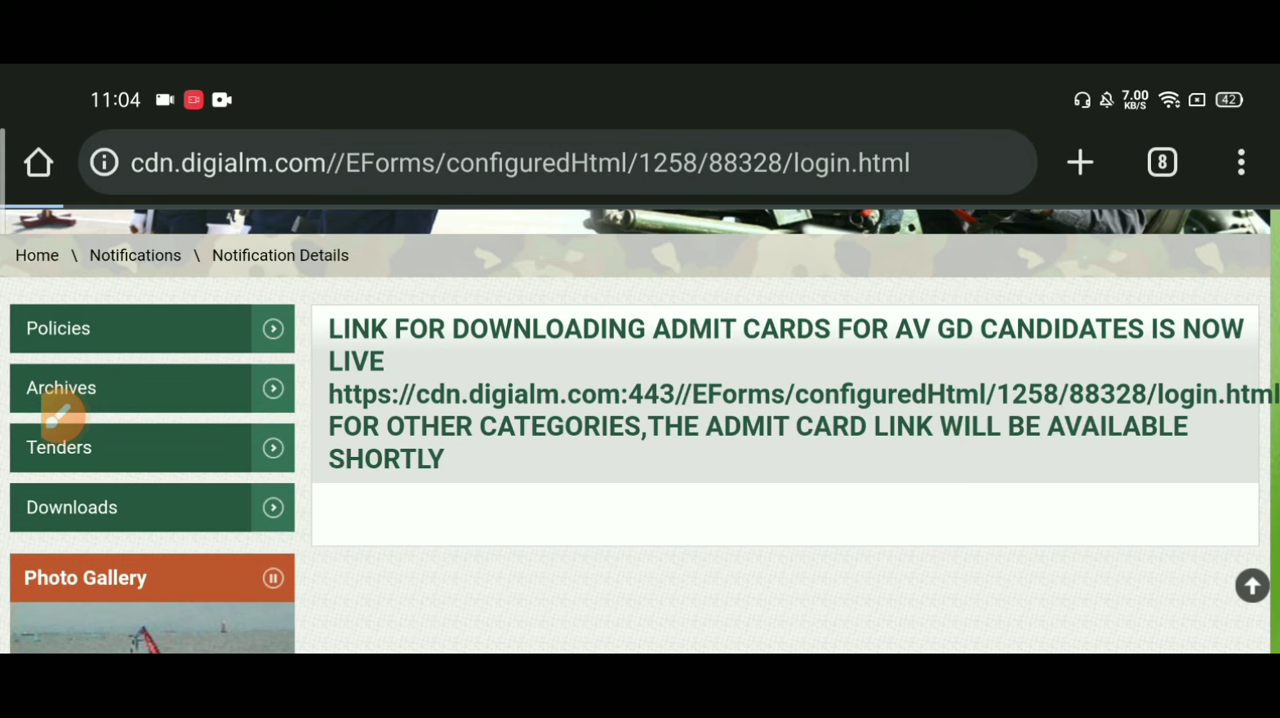 11:04
7.00
KB/S
42
cdn.digialm.com//EForms/configuredHtml/1258/88328/login.html
8
Home \ Notifications \ Notification Details
Policies
Archives
Tenders
Downloads
Photo Gallery
LINK FOR DOWNLOADING ADMIT CARDS FOR AV GD CANDIDATES IS NOW
LIVE
https://cdn.digialm.com:443//EForms/configuredHtml/1258/88328/login.html
FOR OTHER CATEGORIES,THE ADMIT CARD LINK WILL BE AVAILABLE
SHORTLY